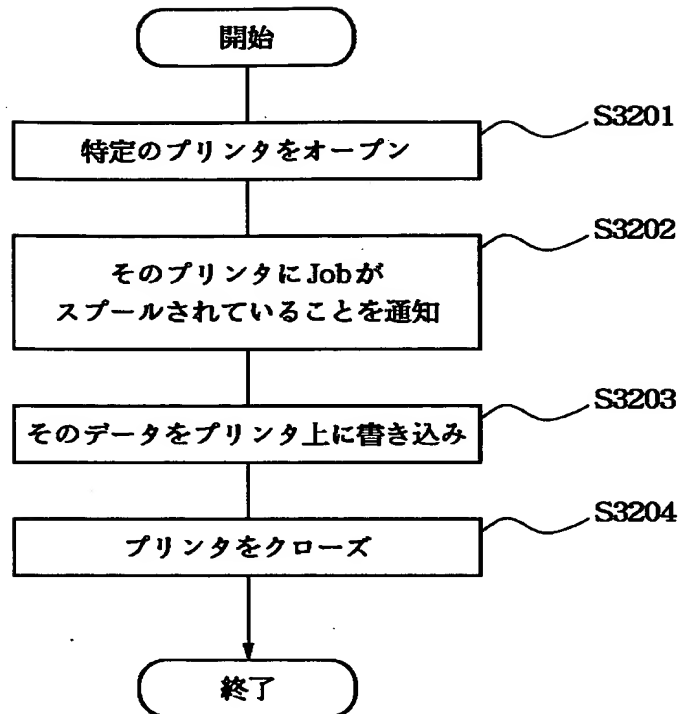 開始
特定のプリンタをオープン
S3201
そのプリンタにJobが
スプールされていることを通知
S3202
そのデータをプリンタ上に書き込み
S3203
プリンタをクローズ
S3204
終了